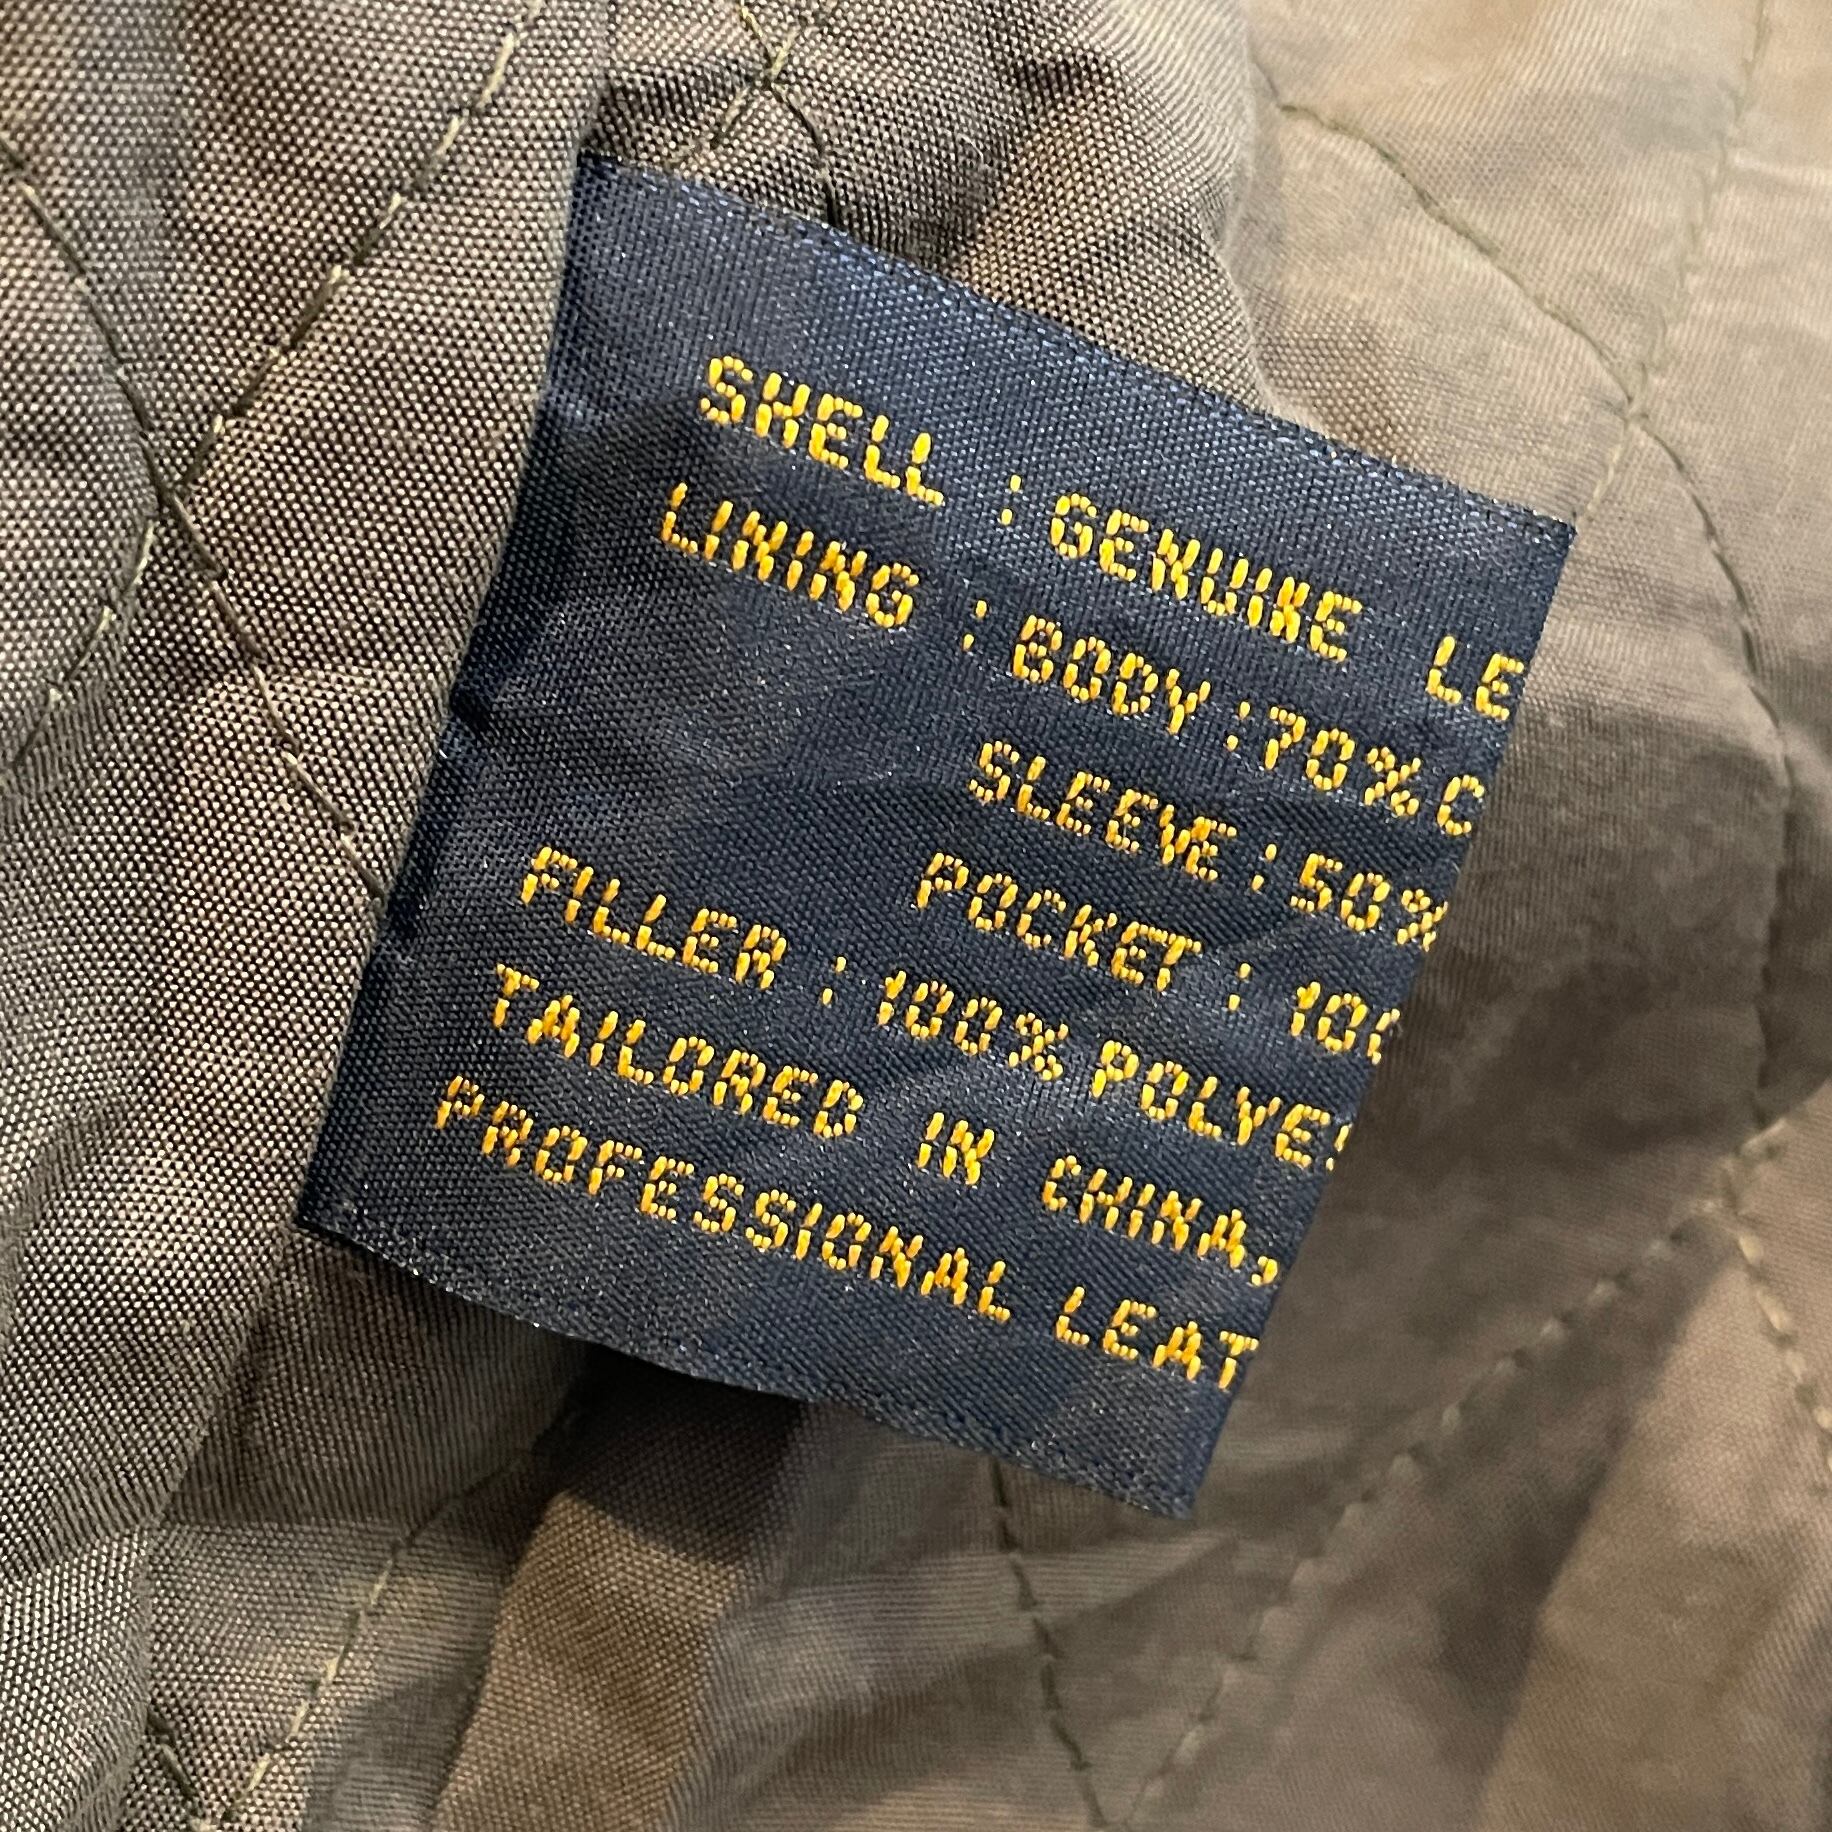 SHELL : GENUINE LE
LINING : BODY :70%C
SLEEVE : 50%
POCKET : 10
FILLER : 100% POLYE
TAILORED IN CHINA,
PROFESSIONAL LEAT